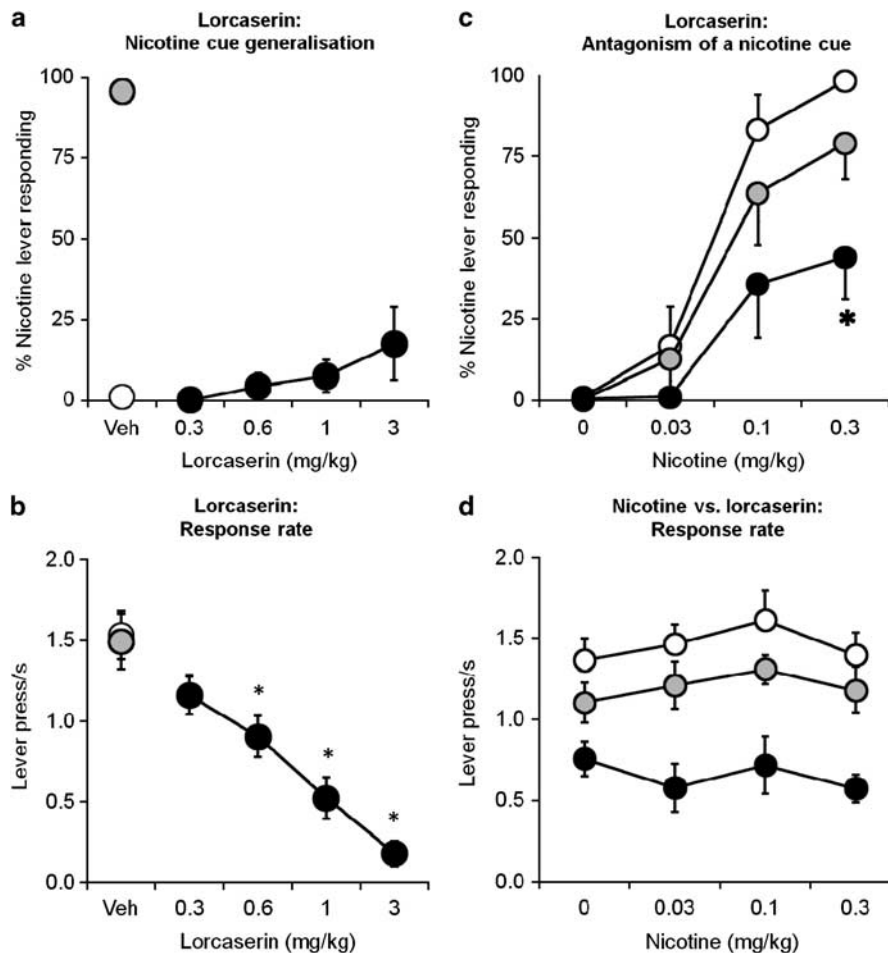 a
Lorcaserin:
Nicotine cue generalisation
% Nicotine lever responding
100
75
50
25
0
Veh 0.3 0.6 1 3
Lorcaserin (mg/kg)
c
Lorcaserin:
Antagonism of a nicotine cue
% Nicotine lever responding
100
75
50
25
0
*
0 0.03 0.1 0.3
Nicotine (mg/kg)
b
Lorcaserin:
Response rate
Lever press/s
2.0
1.5
1.0
0.5
0.0
* * *
Veh 0.3 0.6 1 3
Lorcaserin (mg/kg)
d
Nicotine vs. lorcaserin:
Response rate
Lever press/s
2.0
1.5
1.0
0.5
0.0
0 0.03 0.1 0.3
Nicotine (mg/kg)